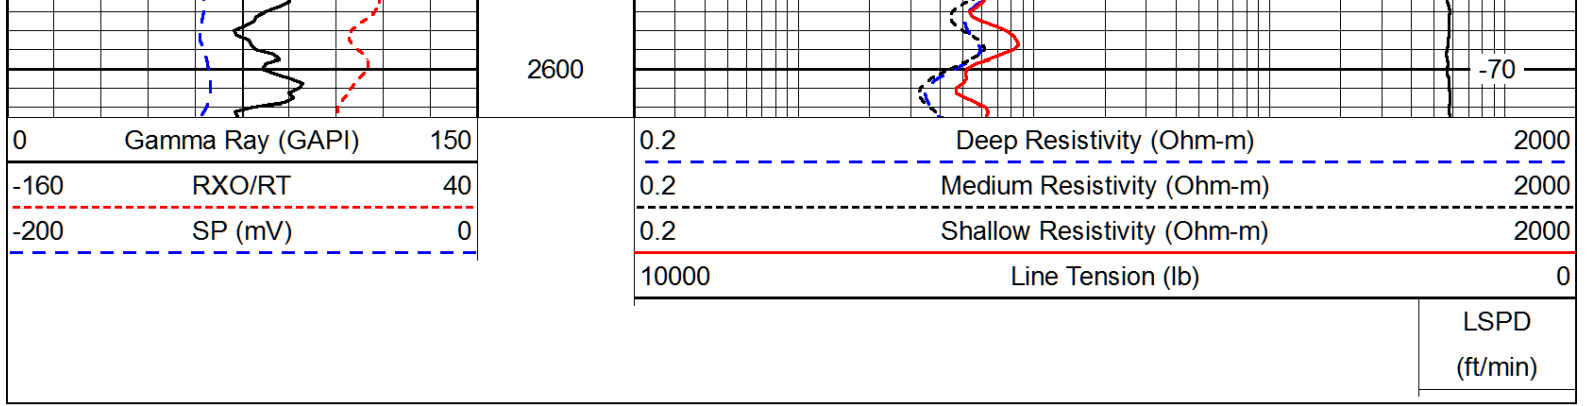 2600 -70
0 Gamma Ray (GAPI) 150 0.2 Deep Resistivity (Ohm-m) 2000
-160 RXO/RT 40 0.2 Medium Resistivity (Ohm-m) 2000
-200 SP (mV) 0 0.2 Shallow Resistivity (Ohm-m) 2000
10000 Line Tension (lb) 0
LSPD
(ft/min)